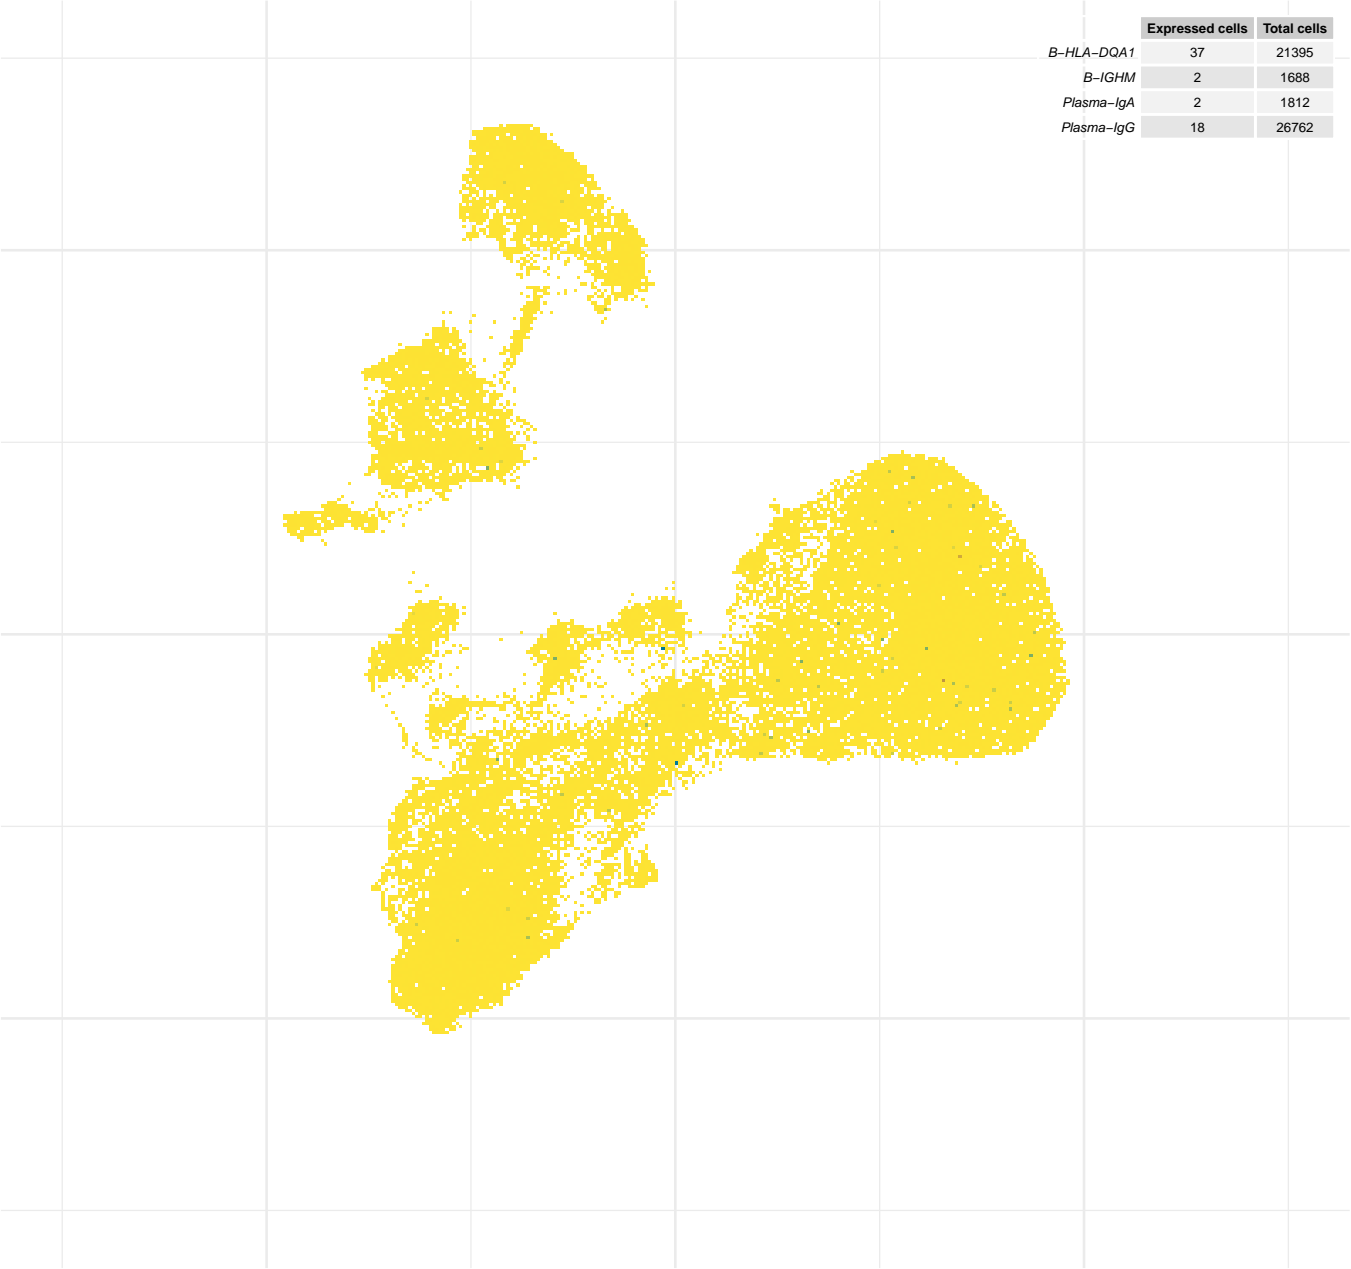 Expressed cells Total cells
B−HLA−DQA1 37 21395
B−IGHM 2 1688
Plasma−IgA 2 1812
Plasma−IgG 18 26762